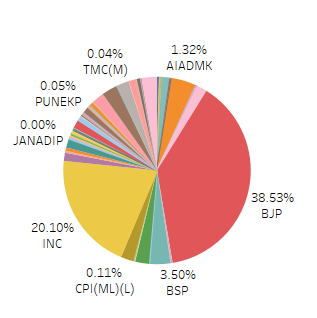 0.04%
TMC(M)
1.32%
AIADMK
0.05%
PUNEKP
0.00%
JANADIP
38.53%
BJP
20.10%
INC
0.11%
CPI(ML)(L)
3.50%
BSP